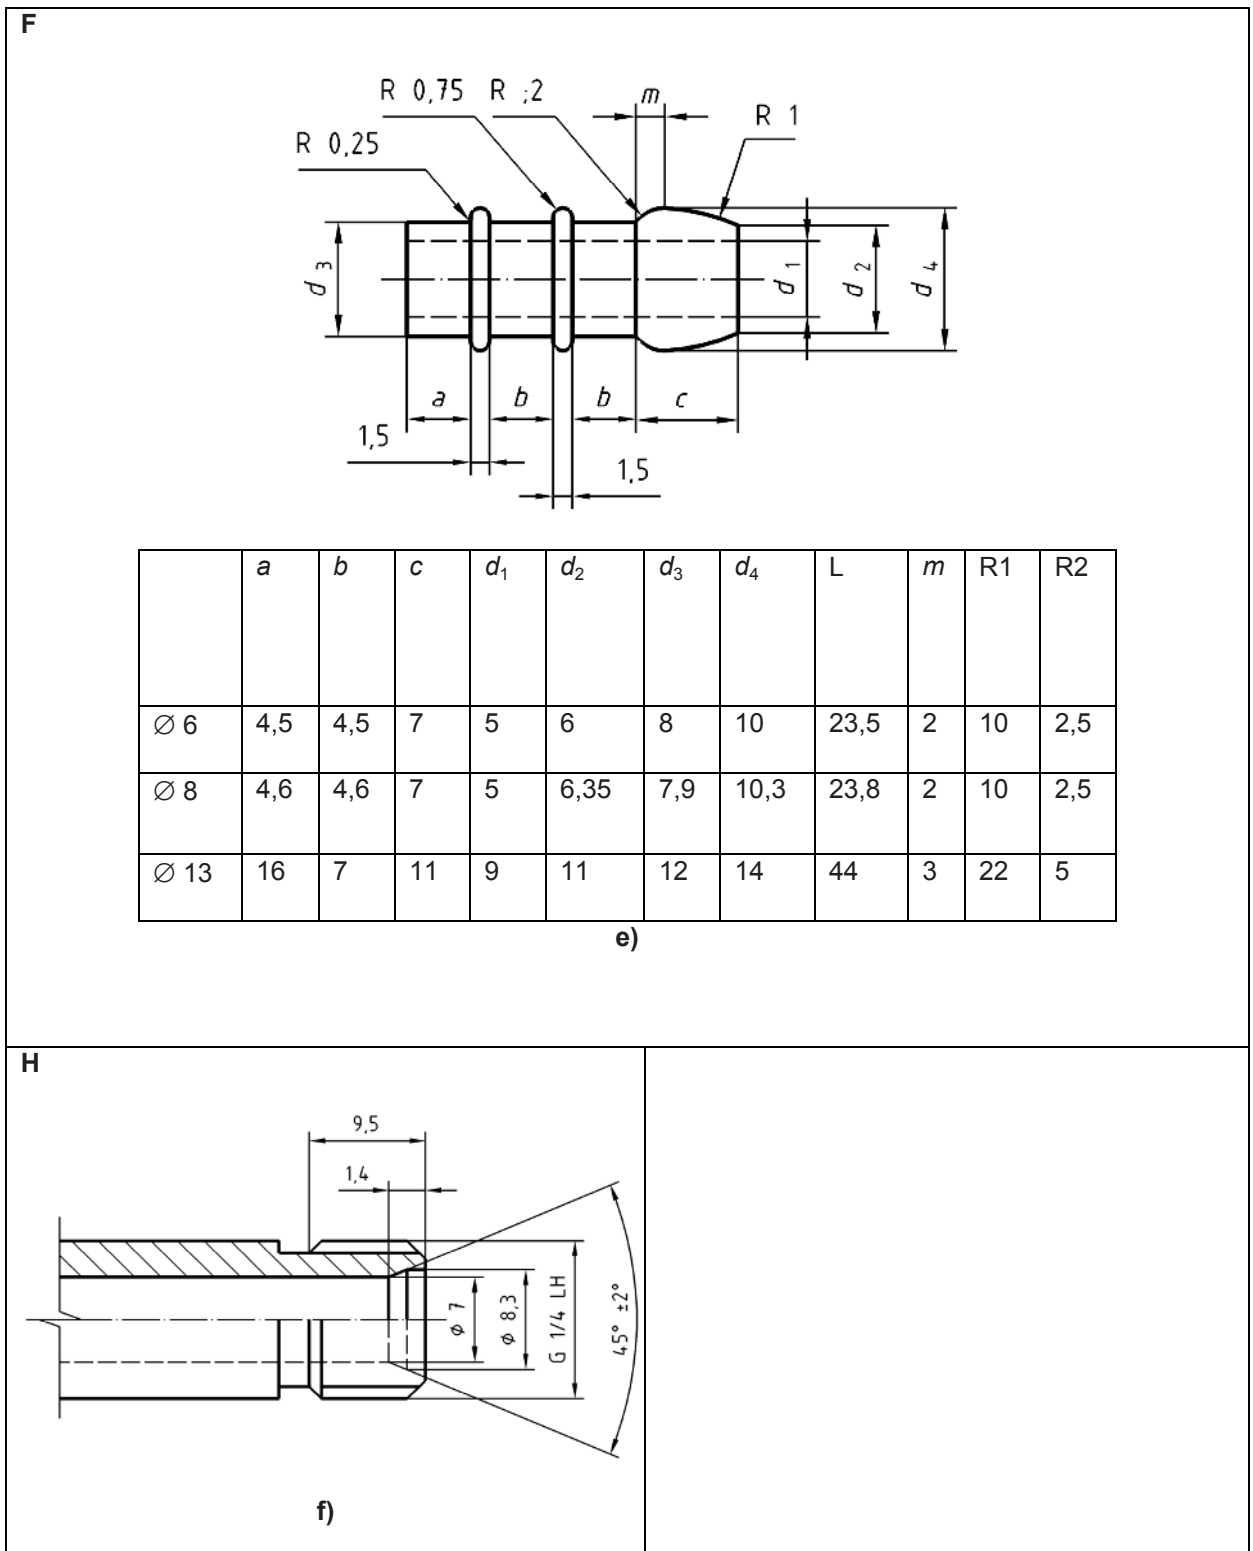 F
R 0,75 R ;2 m
R 1
R 0,25
d 3
d 1
d 2
d 4
a b b c
1,5
1,5
a b c d1 d2 d3 d4 L m R1 R2
∅ 6 4,5 4,5 7 5 6 8 10 23,5 2 10 2,5
∅ 8 4,6 4,6 7 5 6,35 7,9 10,3 23,8 2 10 2,5
∅ 13 16 7 11 9 11 12 14 44 3 22 5
e)
H
9,5
1,4
ϕ 7
ϕ 8,3
G 1/4 LH
45° ±2°
f)